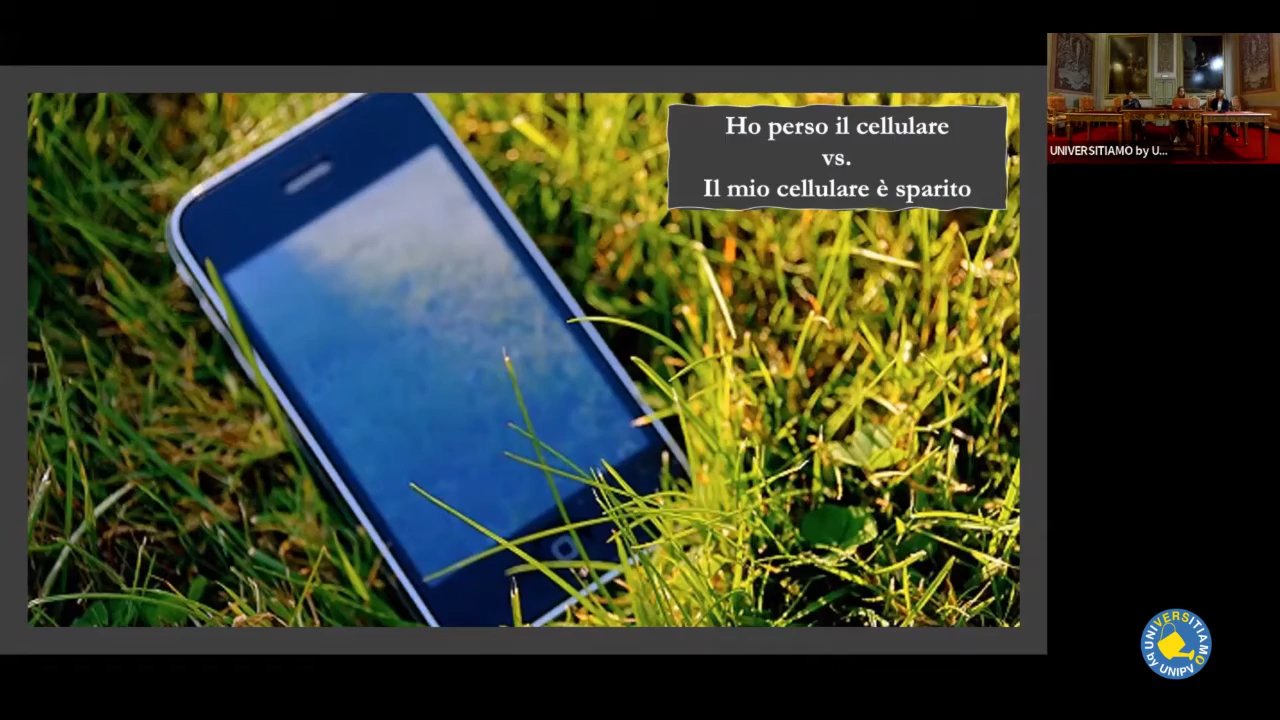 Ho perso il cellulare
vs.
Il mio cellulare è sparito
UNIVERSITIAMO by U...
UNIVERSITIAMO
by UNIPV